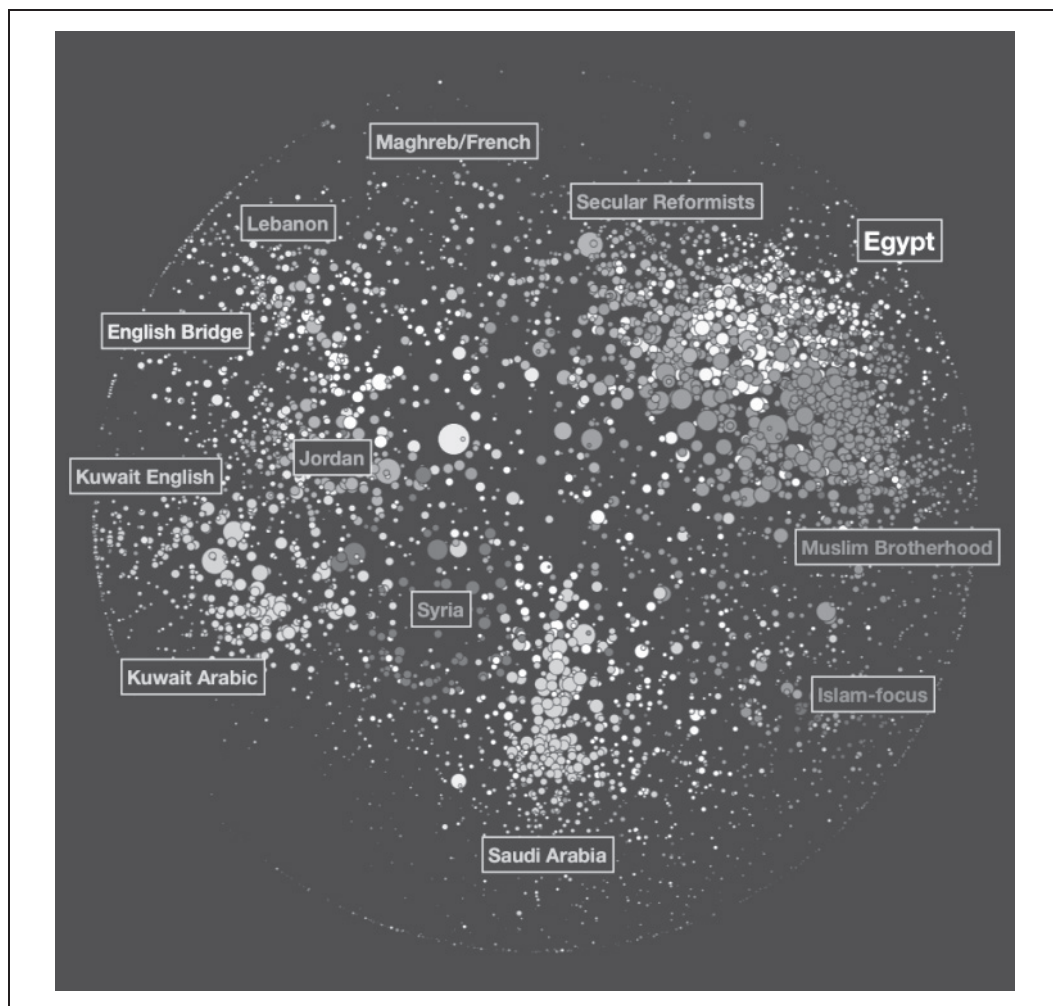 Maghreb/French
Secular Reformists
Lebanon
Egypt
English Bridge
Jordan
Kuwait English
Muslim Brotherhood
Syria
Kuwait Arabic
Islam-focus
Saudi Arabia